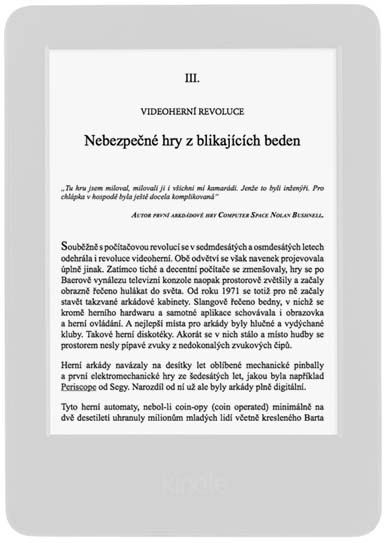 III.
VIDEOHERNÍ REVOLUCE
Nebezpečné hry z blikajících beden
„Tu hru jsem miloval, milovali ji i všichni mí kamarádi. Jenže to byli inženýři. Pro
chlápka v hospodě byla ještě docela komplikovaná“
AUTOR PRVNÍ ARKÁDOVÉ HRY COMPUTER SPACE NOLAN BUSHNELL.
Souběžně s počítačovou revolucí se v sedmdesátých a osmdesátých letech
odehrála i revoluce videoherní. Obě odvětví se však navenek projevovala
úplně jinak. Zatímco tiché a decentní počítače se zmenšovaly, hry se po
Baerově vynálezu televizní konzole naopak prostorově zvětšily a začaly
obrazně řečeno hulákat do světa. Od roku 1971 se totiž pro ně začaly
stavět takzvané arkádové kabinety. Slangově řečeno bedny, v nichž se
kromě herního hardwaru a samotné aplikace schovávala i obrazovka
a herní ovládání. A nejlepší místa pro arkády byly hlučné a vydýchané
kluby. Takové herní diskotéky. Akorát se v nich stálo a místo hudby se
prostorem nesly pípavé zvuky z nedokonalých zvukových čipů.
Herní arkády navázaly na desítky let oblíbené mechanické pinbally
a první elektromechanické hry ze šedesátých let, jakou byla například
Periscope od Segy. Narozdíl od ní už ale byly arkády plně digitální.
Tyto herní automaty, nebol-li coin-opy (coin operated) minimálně na
dvě desetiletí uhranuly milionům mladých lidí včetně kresleného Barta
kindle